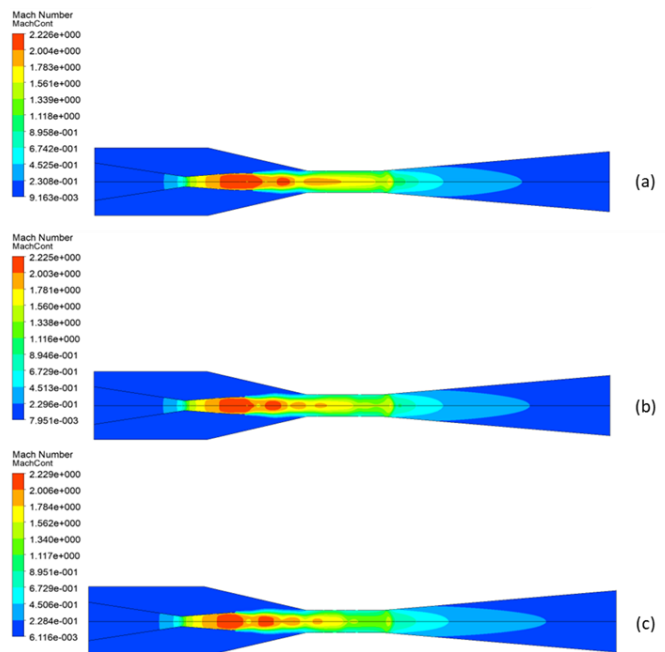 Mach Number
MachCont
2.226e+000
2.004e+000
1.783e+000
1.561e+000
1.339e+000
1.118e+000
8.958e-001
6.742e-001
4.525e-001
2.308e-001
9.163e-003
(a)
Mach Number
MachCont
2.225e+000
2.003e+000
1.781e+000
1.560e+000
1.338e+000
1.116e+000
8.946e-001
6.729e-001
4.513e-001
2.296e-001
7.951e-003
(b)
Mach Number
MachCont
2.229e+000
2.006e+000
1.784e+000
1.562e+000
1.340e+000
1.117e+000
8.951e-001
6.729e-001
4.506e-001
2.284e-001
6.116e-003
(c)